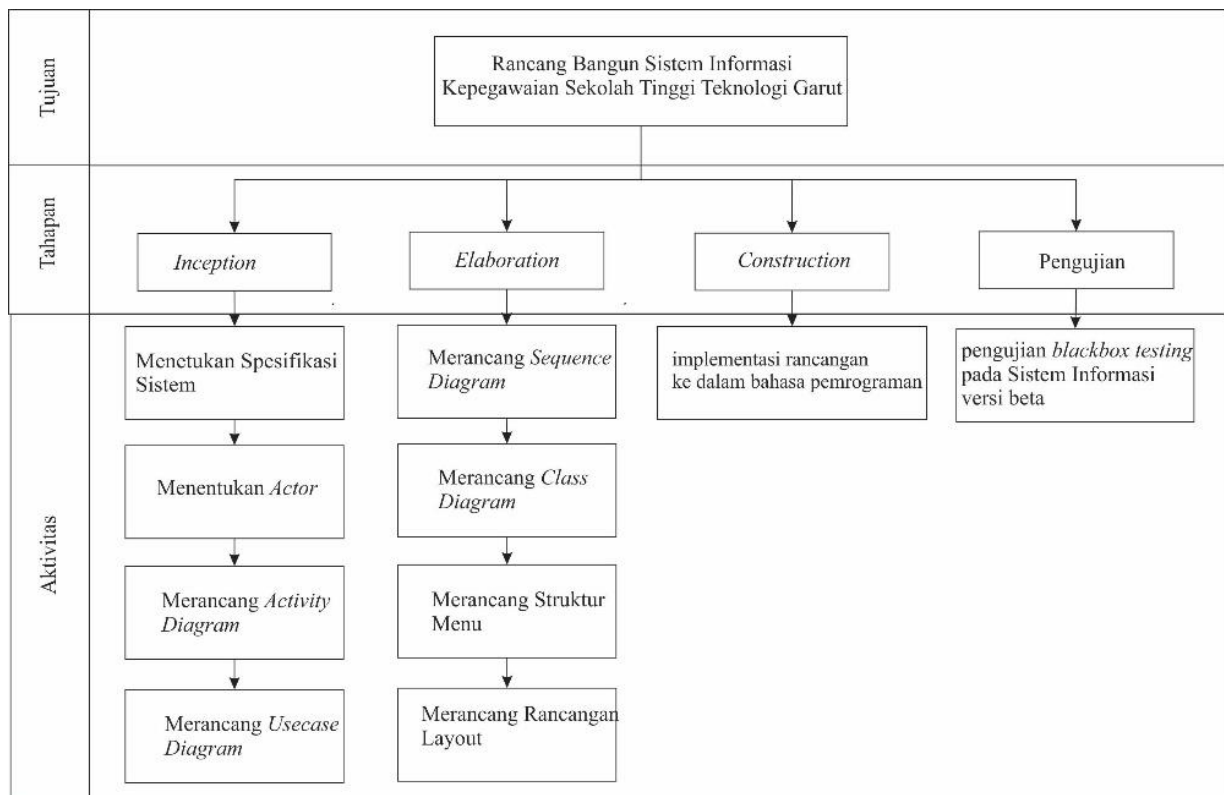 Tujuan
Rancang Bangun Sistem Informasi
Kepegawaian Sekolah Tinggi Teknologi Garut
Tahapan
Inception
Elaboration
Construction
Pengujian
Aktivitas
Menetukan Spesifikasi
Sistem
Menentukan Actor
Merancang Activity
Diagram
Merancang Usecase
Diagram
Merancang Sequence
Diagram
Merancang Class
Diagram
Merancang Struktur
Menu
Merancang Rancangan
Layout
implementasi rancangan
ke dalam bahasa pemrograman
pengujian blackbox testing
pada Sistem Informasi
versi beta